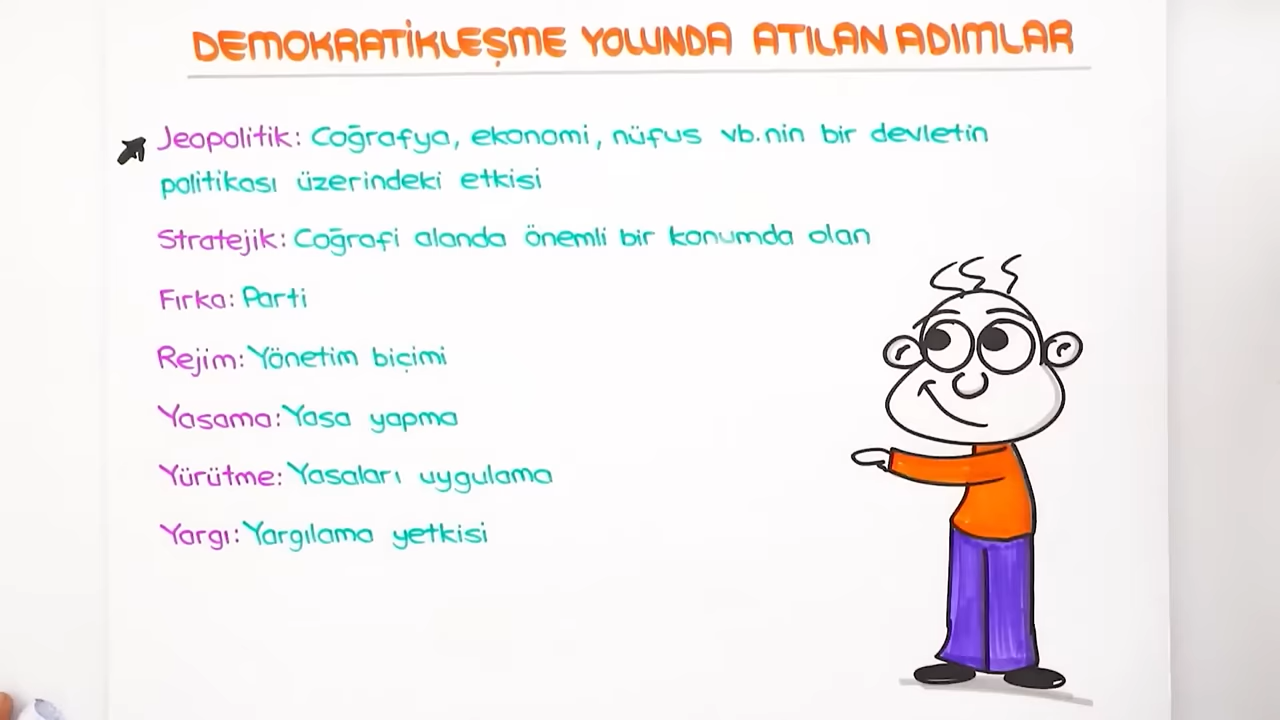 DEMOKRATİKLEŞME YOLUNDA ATILAN ADIMLAR
Jeopolitik: Coğrafya, ekonomi, nüfus vb.nin bir devletin
politikası üzerindeki etkisi
Stratejik: Coğrafi alanda önemli bir konumda olan
Fırka: Parti
Rejim: Yönetim biçimi
Yasama: Yasa yapma
Yürütme: Yasaları uygulama
Yargı: Yargılama yetkisi